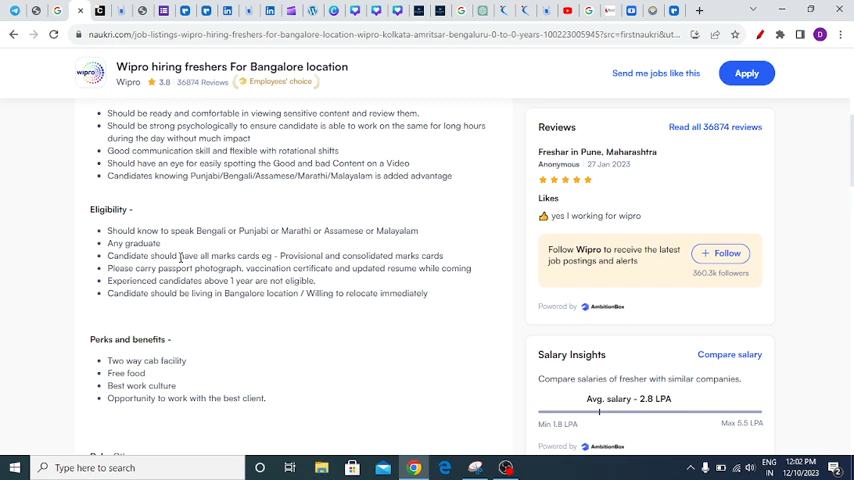 naukri.com/job-listings-wipro-hiring-freshers-for-bangalore-location-wipro-kolkata-amritsar-bengaluru-0-to-0-years-100223005945?src=firstnaukri&ut...
Wipro hiring freshers For Bangalore location
wipro
Wipro 3.8 36874 Reviews Employees' choice
Send me jobs like this
Apply
Should be ready and comfortable in viewing sensitive content and review them.
Should be strong psychologically to ensure candidate is able to work on the same for long hours
during the day without much impact
Good communication skill and flexible with rotational shifts
Should have an eye for easily spotting the Good and bad Content on a Video
Candidates knowing Punjabi/Bengali/Assamese/Marathi/Malayalam is added advantage
Eligibility -
Should know to speak Bengali or Punjabi or Marathi or Assamese or Malayalam
Any graduate
Candidate should have all marks cards eg - Provisional and consolidated marks cards
Please carry passport photograph, vaccination certificate and updated resume while coming
Experienced candidates above 1 year are not eligible.
Candidate should be living in Bangalore location / Willing to relocate immediately
Perks and benefits -
Two way cab facility
Free food
Best work culture
Opportunity to work with the best client.
Reviews
Read all 36874 reviews
Freshar in Pune, Maharashtra
Anonymous 27 Jan 2023
Likes
yes I working for wipro
Follow Wipro to receive the latest
job postings and alerts
+ Follow
360.3k followers
Powered by AmbitionBox
Salary Insights
Compare salary
Compare salaries of fresher with similar companies.
Avg. salary - 2.8 LPA
Min 1.8 LPA
Max 5.5 LPA
Powered by AmbitionBox
Type here to search
ENG
IN
12:02 PM
12/10/2023
2